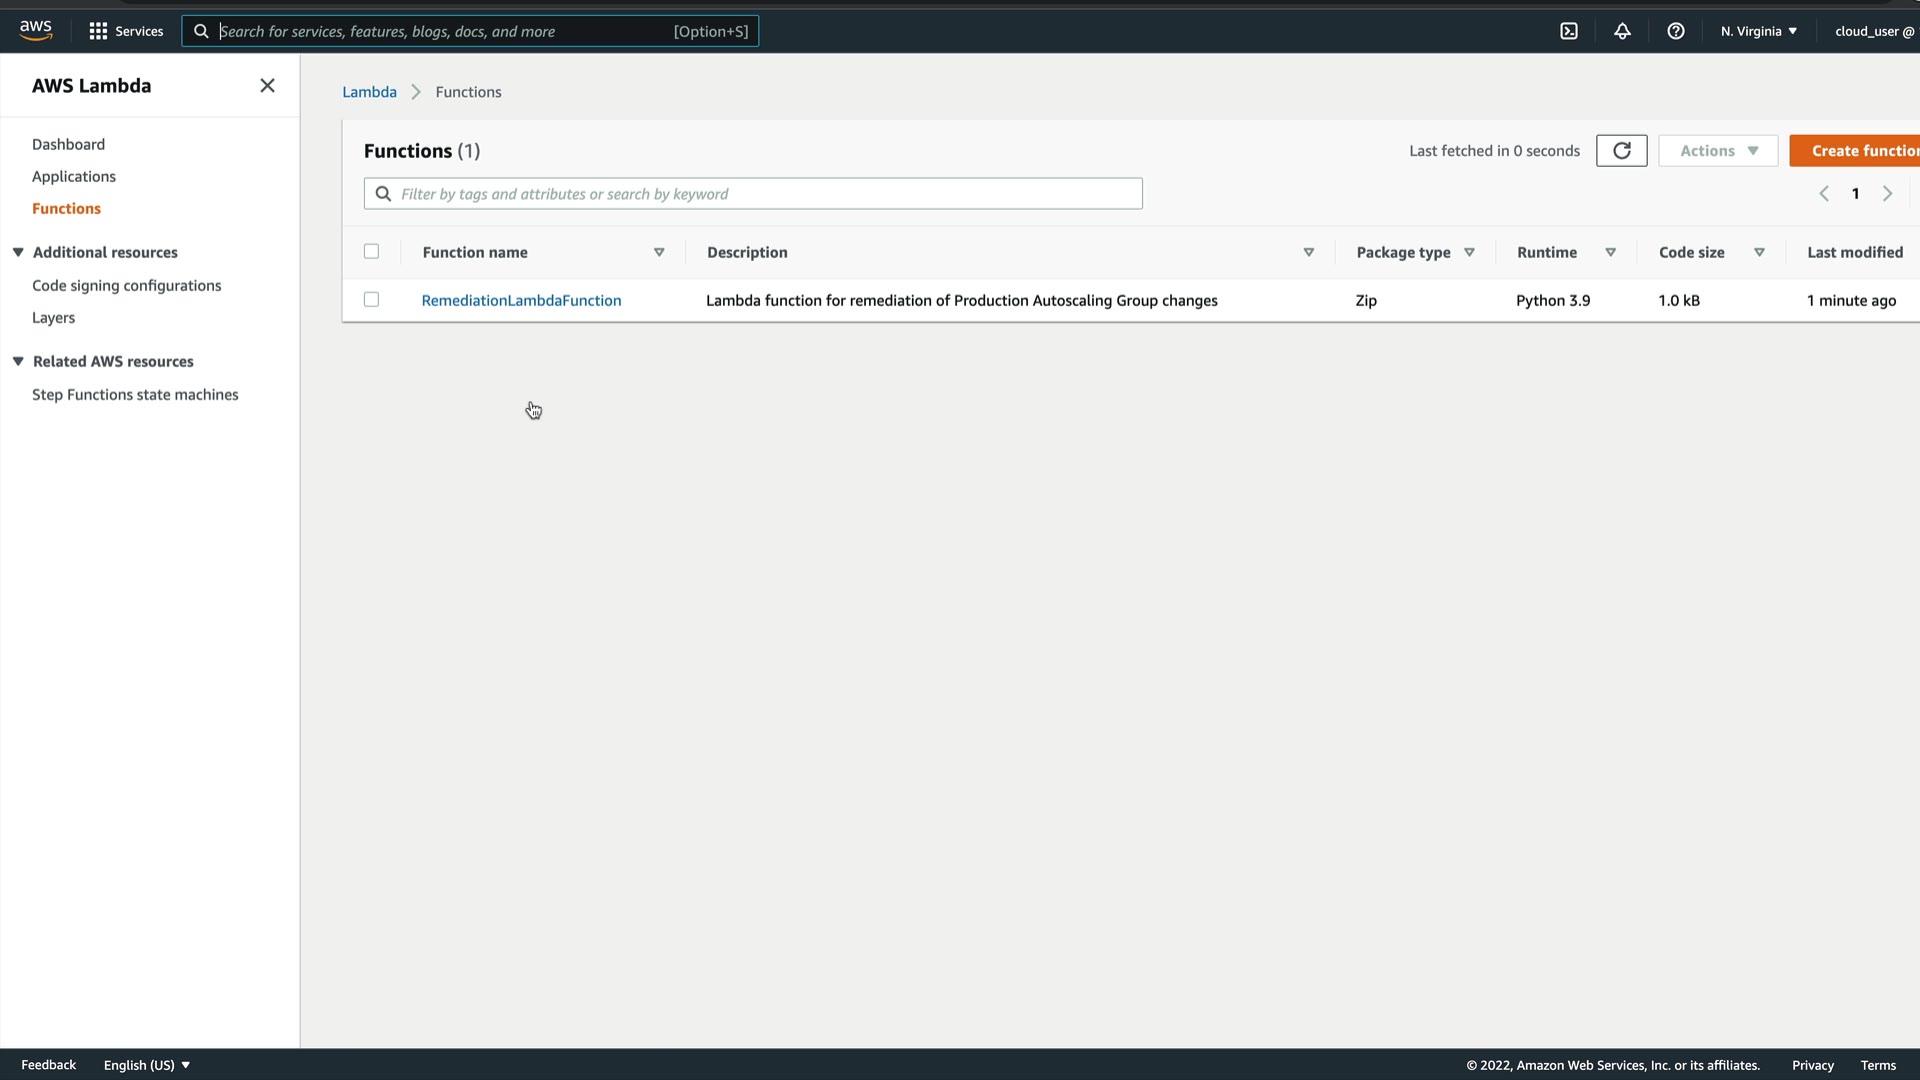 aws Services Search for services, features, blogs, docs, and more [Option+S] N. Virginia cloud_user @
AWS Lambda
Dashboard
Applications
Functions
Additional resources
Code signing configurations
Layers
Related AWS resources
Step Functions state machines
Lambda Functions
Functions (1) Last fetched in 0 seconds Actions Create function
Filter by tags and attributes or search by keyword 1
Function name Description Package type Runtime Code size Last modified
RemediationLambdaFunction Lambda function for remediation of Production Autoscaling Group changes Zip Python 3.9 1.0 kB 1 minute ago
Feedback English (US) © 2022, Amazon Web Services, Inc. or its affiliates. Privacy Terms